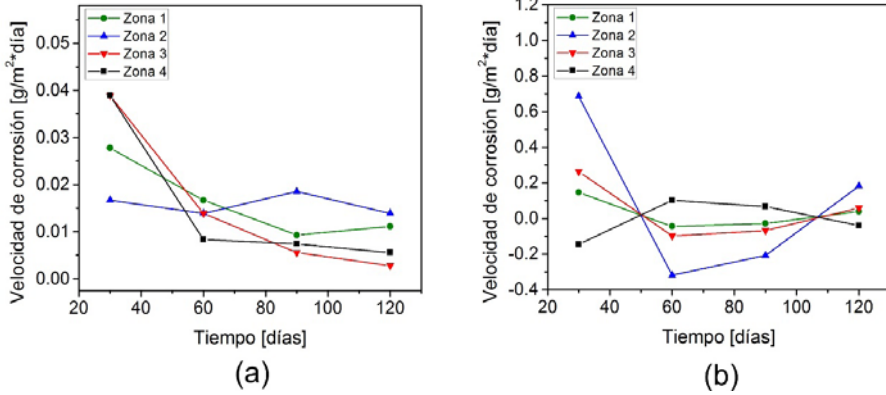 Velocidad de corrosión [g/m²*día]
0.05
0.04
0.03
0.02
0.01
0.00
Zona 1
Zona 2
Zona 3
Zona 4
20 40 60 80 100 120
Tiempo [días]
(a)
Velocidad de corrosión [g/m²*día]
1.2
1.0
0.8
0.6
0.4
0.2
0.0
-0.2
-0.4
Zona 1
Zona 2
Zona 3
Zona 4
20 40 60 80 100 120
Tiempo [días]
(b)